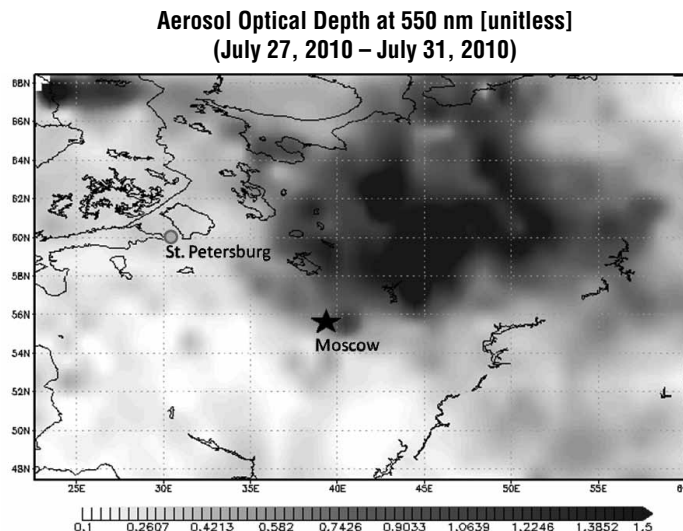 Aerosol Optical Depth at 550 nm [unitless]
(July 27, 2010 – July 31, 2010)
68N
66N
64N
62N
60N
58N
56N
54N
52N
50N
48N
St. Petersburg
Moscow
25E 30E 35E 40E 45E 50E 55E 60
0.1 0.2607 0.4213 0.582 0.7426 0.9033 1.0639 1.2246 1.3852 1.5